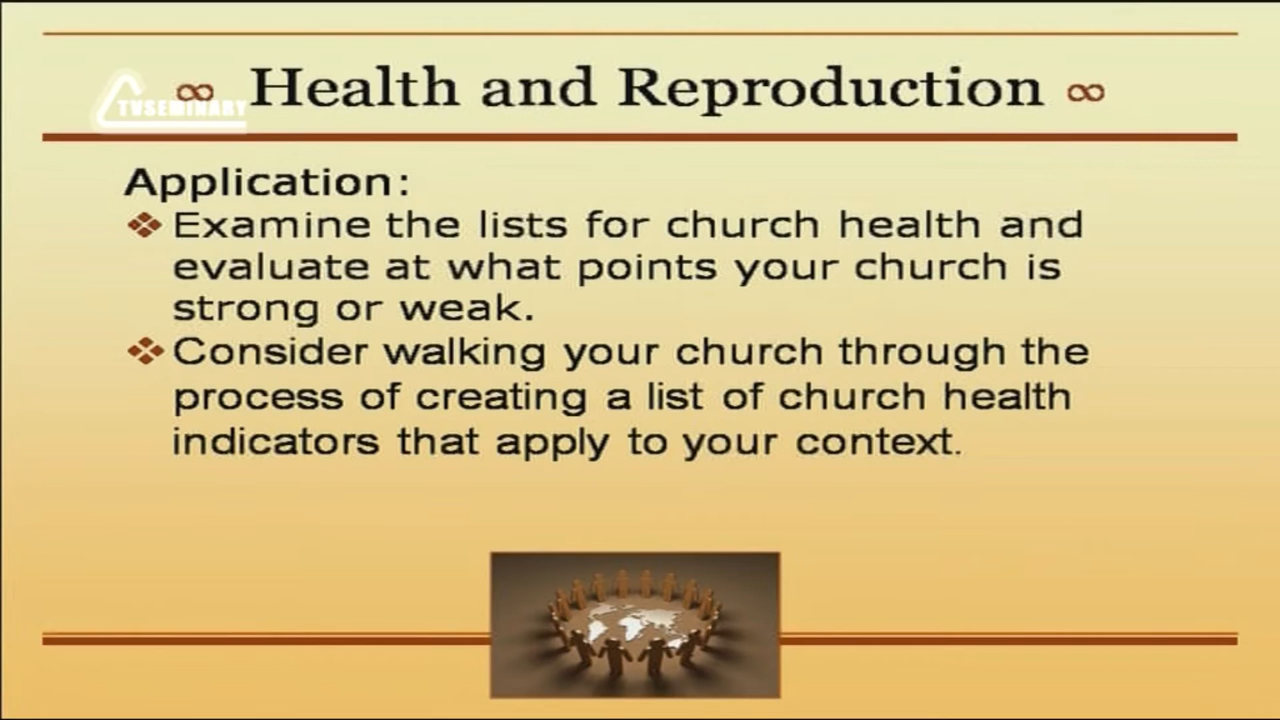 ∞ Health and Reproduction ∞
TVSEMINARY
Application:
❖ Examine the lists for church health and
evaluate at what points your church is
strong or weak.
❖ Consider walking your church through the
process of creating a list of church health
indicators that apply to your context.